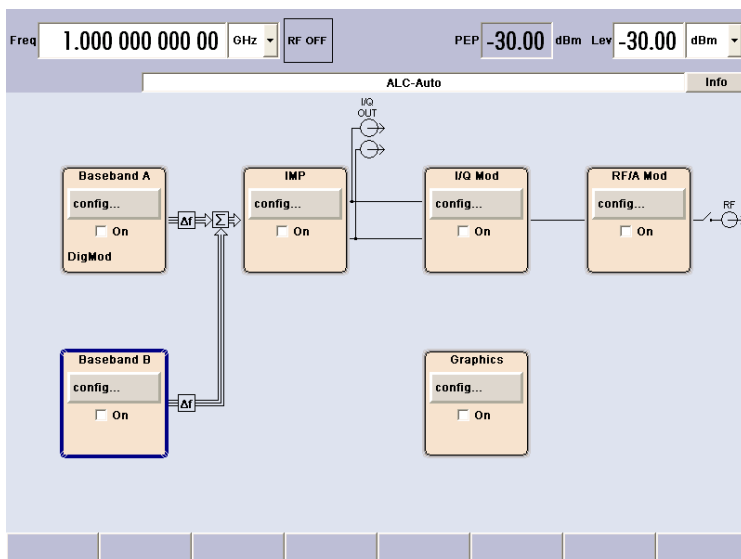 Freq 1.000 000 000 00 GHz RF OFF PEP -30.00 dBm Lev -30.00 dBm
ALC-Auto Info
I/Q
OUT
Baseband A
config...
On
DigMod
Δf
Σ
IMP
config...
On
I/Q Mod
config...
On
RF/A Mod
config...
On
RF
Baseband B
config...
On
Δf
Graphics
config...
On